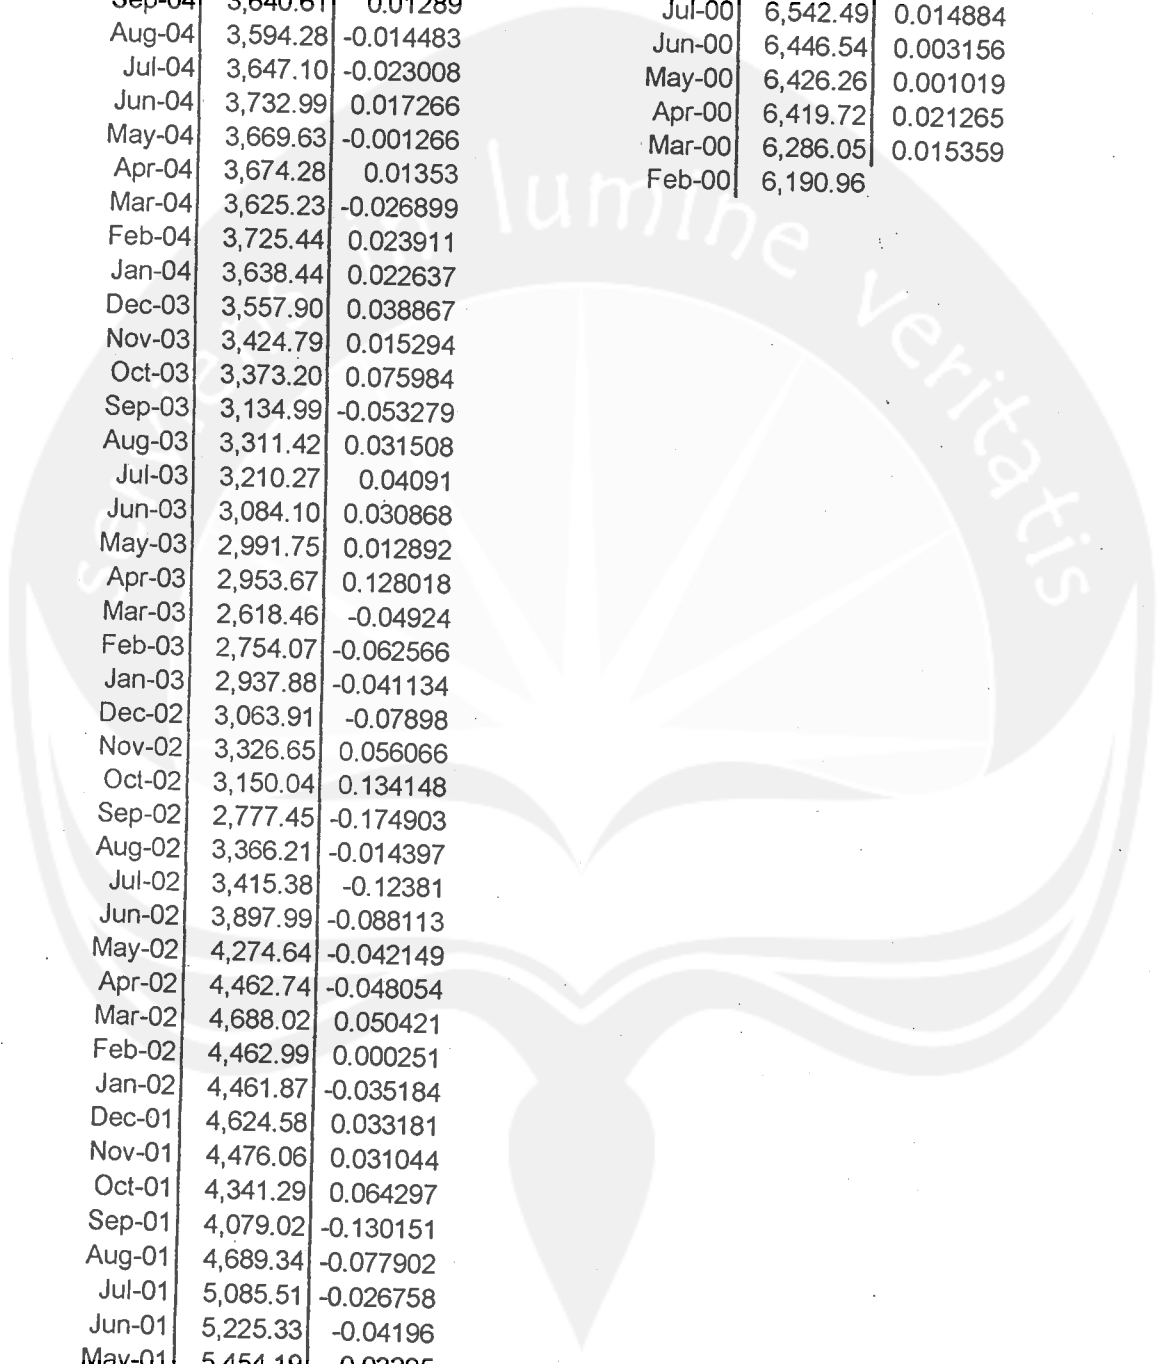 Sep-04 3,640.61 0.01289
Aug-04 3,594.28 -0.014483
Jul-04 3,647.10 -0.023008
Jun-04 3,732.99 0.017266
May-04 3,669.63 -0.001266
Apr-04 3,674.28 0.01353
Mar-04 3,625.23 -0.026899
Feb-04 3,725.44 0.023911
Jan-04 3,638.44 0.022637
Dec-03 3,557.90 0.038867
Nov-03 3,424.79 0.015294
Oct-03 3,373.20 0.075984
Sep-03 3,134.99 -0.053279
Aug-03 3,311.42 0.031508
Jul-03 3,210.27 0.04091
Jun-03 3,084.10 0.030868
May-03 2,991.75 0.012892
Apr-03 2,953.67 0.128018
Mar-03 2,618.46 -0.04924
Feb-03 2,754.07 -0.062566
Jan-03 2,937.88 -0.041134
Dec-02 3,063.91 -0.07898
Nov-02 3,326.65 0.056066
Oct-02 3,150.04 0.134148
Sep-02 2,777.45 -0.174903
Aug-02 3,366.21 -0.014397
Jul-02 3,415.38 -0.12381
Jun-02 3,897.99 -0.088113
May-02 4,274.64 -0.042149
Apr-02 4,462.74 -0.048054
Mar-02 4,688.02 0.050421
Feb-02 4,462.99 0.000251
Jan-02 4,461.87 -0.035184
Dec-01 4,624.58 0.033181
Nov-01 4,476.06 0.031044
Oct-01 4,341.29 0.064297
Sep-01 4,079.02 -0.130151
Aug-01 4,689.34 -0.077902
Jul-01 5,085.51 -0.026758
Jun-01 5,225.33 -0.04196
May-01 5,454.19
Jul-00 6,542.49 0.014884
Jun-00 6,446.54 0.003156
May-00 6,426.26 0.001019
Apr-00 6,419.72 0.021265
Mar-00 6,286.05 0.015359
Feb-00 6,190.96
serviens in lumine veritatis